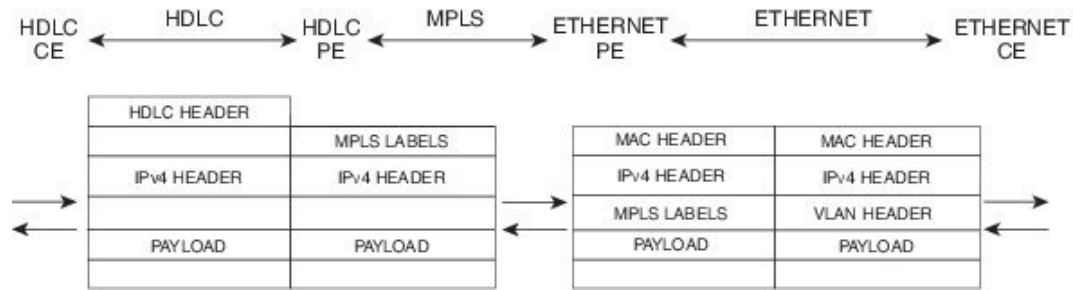 HDLC CE HDLC HDLC PE MPLS ETHERNET PE ETHERNET ETHERNET CE
HDLC HEADER
MPLS LABELS MAC HEADER MAC HEADER
IPv4 HEADER IPv4 HEADER IPv4 HEADER IPv4 HEADER
MPLS LABELS VLAN HEADER
PAYLOAD PAYLOAD PAYLOAD PAYLOAD